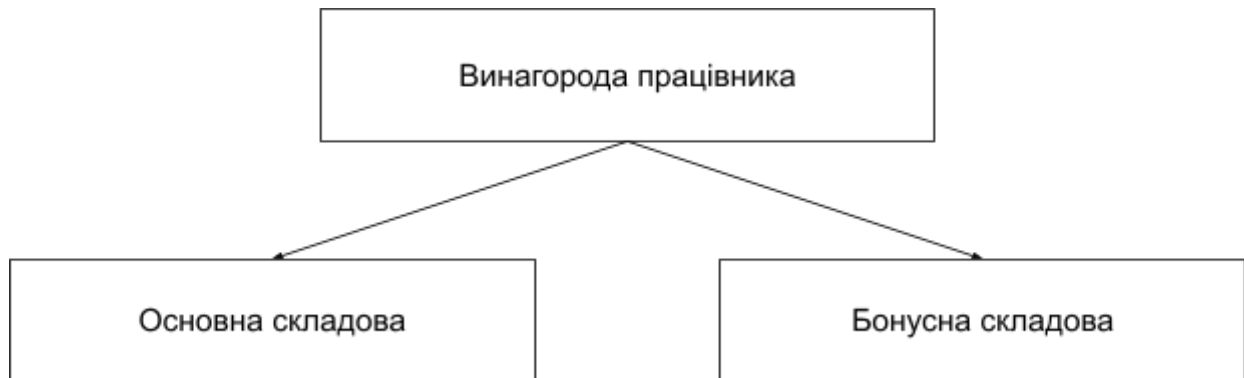 Винагорода працівника
Основна складова
Бонусна складова